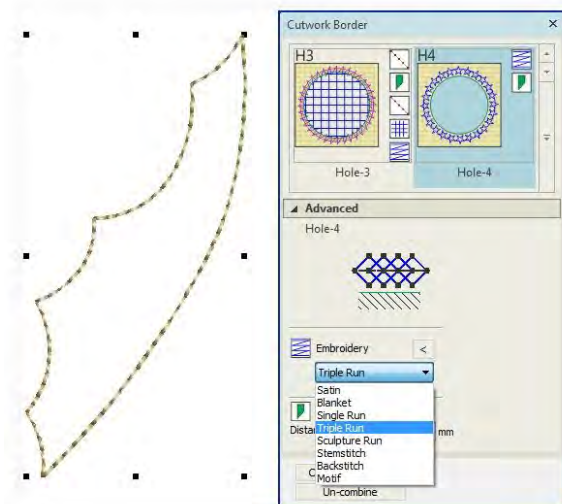 Cutwork Border
H3 H4
Hole-3 Hole-4
Advanced
Hole-4
Embroidery <
Triple Run
Satin
Blanket
Single Run
Triple Run
Sculpture Run
Stemstitch
Backstitch
Motif
mm
Un-combine